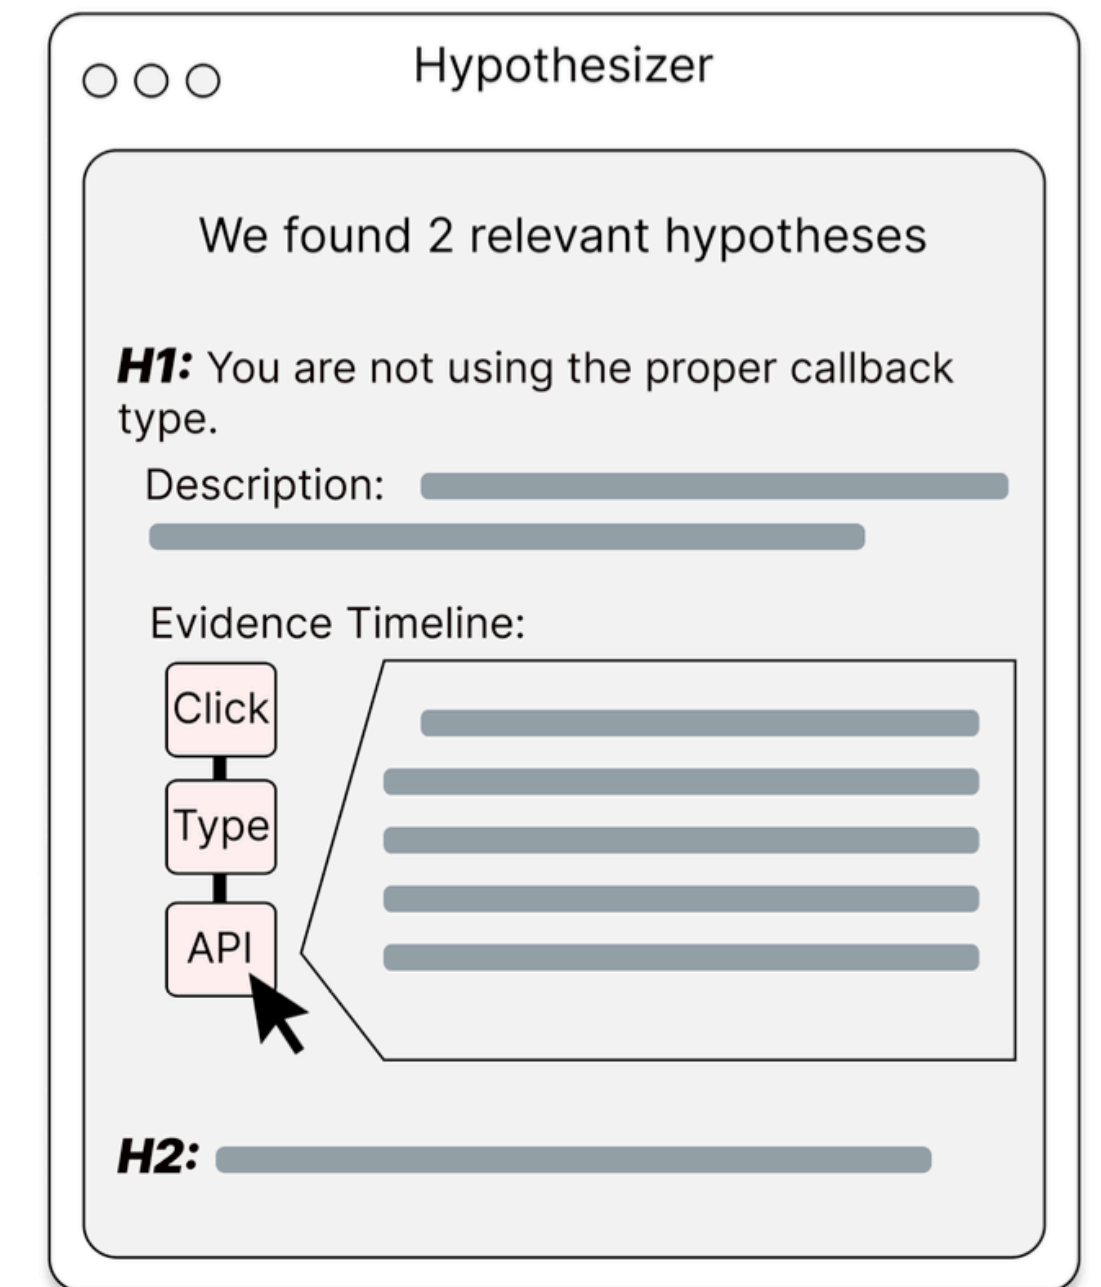 Hypothesizer
We found 2 relevant hypotheses
H1: You are not using the proper callback
type.
Description:
Evidence Timeline:
Click
Type
API
H2: